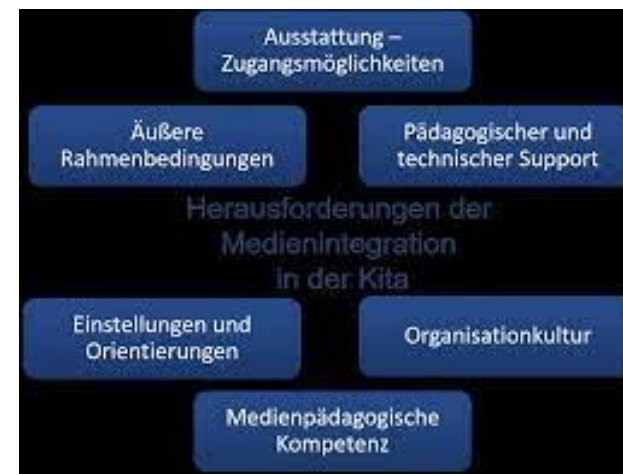 Ausstattung –
Zugangsmöglichkeiten
Äußere
Rahmenbedingungen
Pädagogischer und
technischer Support
Herausforderungen der
Medienintegration
in der Kita
Einstellungen und
Orientierungen
Organisationkultur
Medienpädagogische
Kompetenz